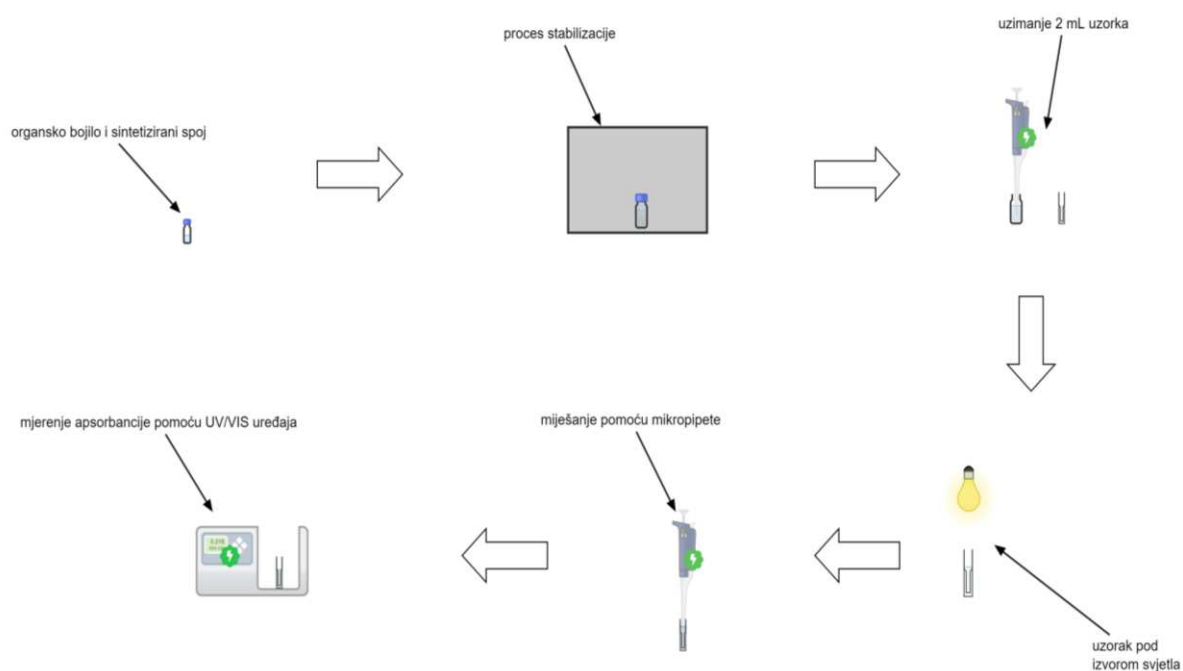 organsko bojilo i sintetizirani spoj
proces stabilizacije
uzimanje 2 mL uzorka
uzorak pod
izvorom svjetla
miješanje pomoću mikropipete
mjerenje apsorbancije pomoću UV/VIS uređaja